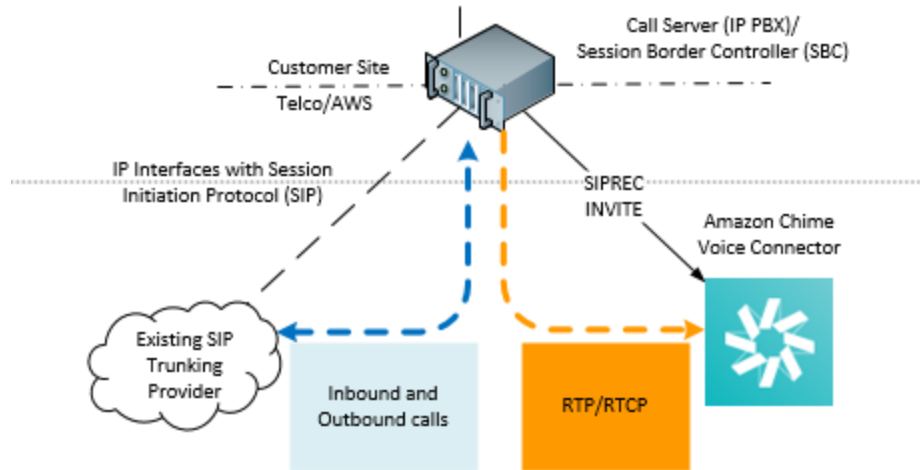 Call Server (IP PBX)/
Session Border Controller (SBC)
Customer Site
Telco/AWS
IP Interfaces with Session
Initiation Protocol (SIP)
SIPREC
INVITE
Amazon Chime
Voice Connector
Existing SIP
Trunking
Provider
Inbound and
Outbound calls
RTP/RTCP